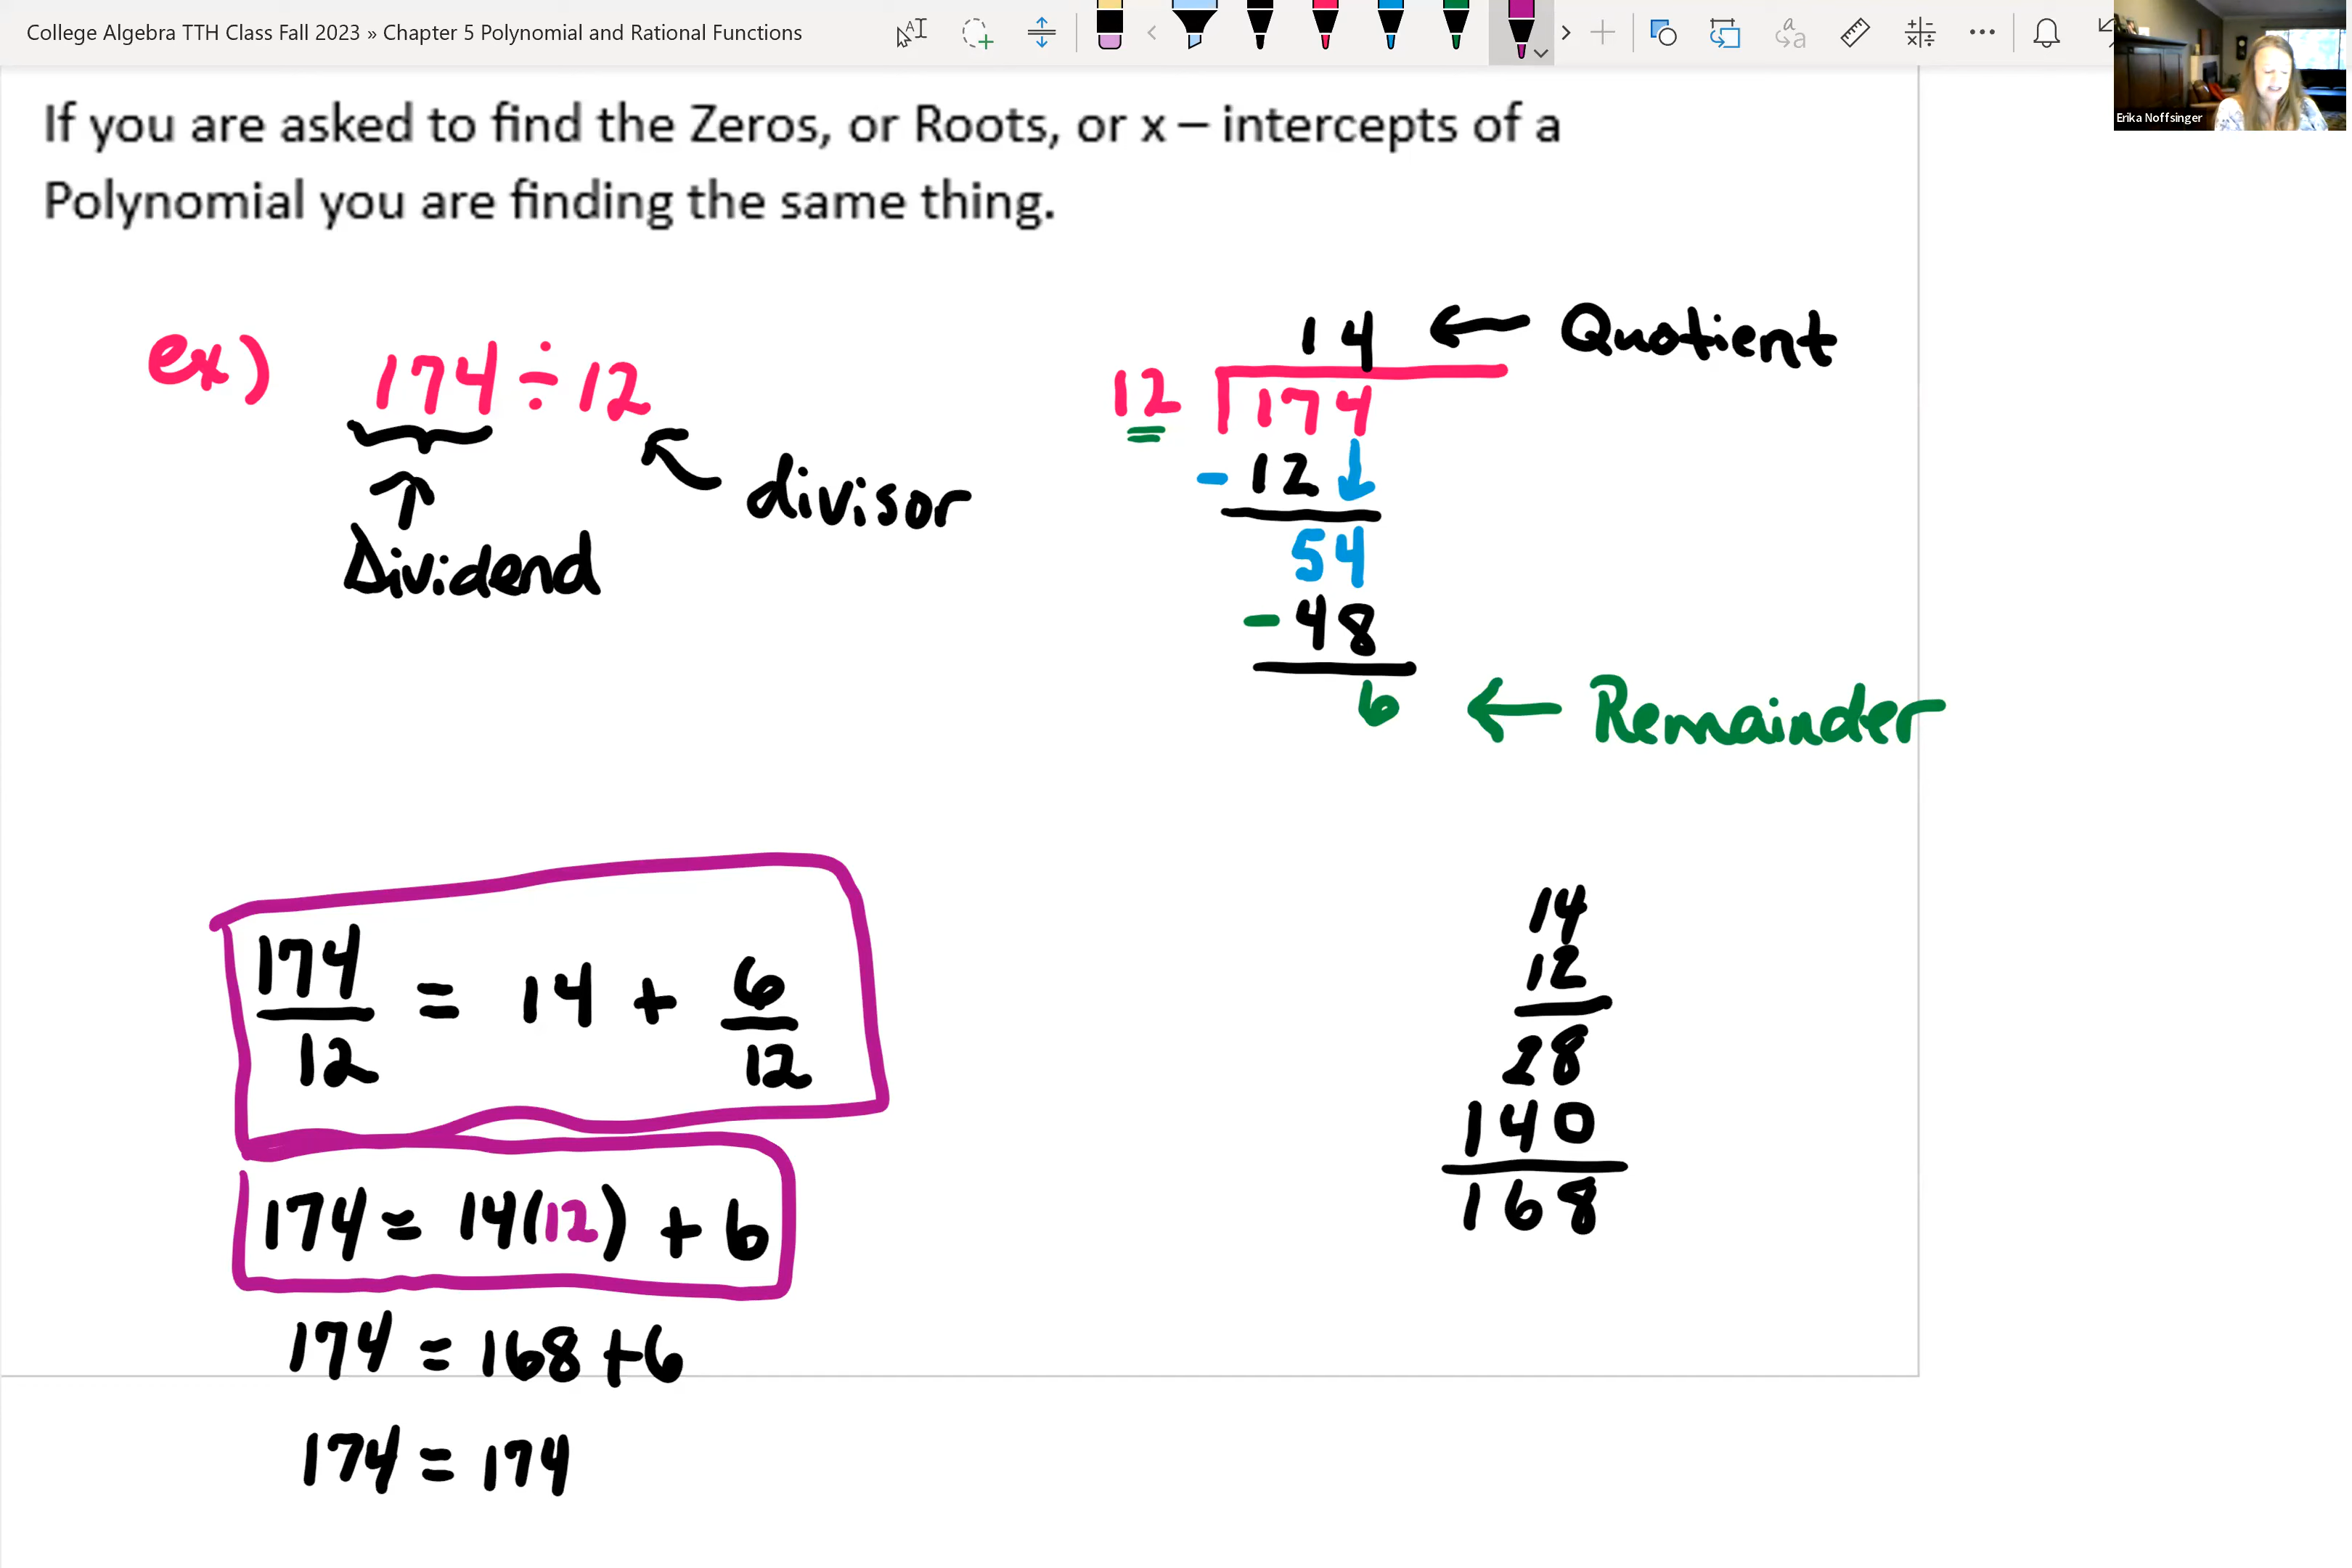 College Algebra TTH Class Fall 2023 » Chapter 5 Polynomial and Rational Functions
Erika Noffsinger
If you are asked to find the Zeros, or Roots, or x – intercepts of a
Polynomial you are finding the same thing.
ex) 174 ÷ 12
divisor
Dividend
14 ← Quotient
12 174
- 12 ↓
54
- 48
6 ← Remainder
174/12 = 14 + 6/12
174 = 14(12) + 6
174 = 168 + 6
174 = 174
14
12
28
140
168